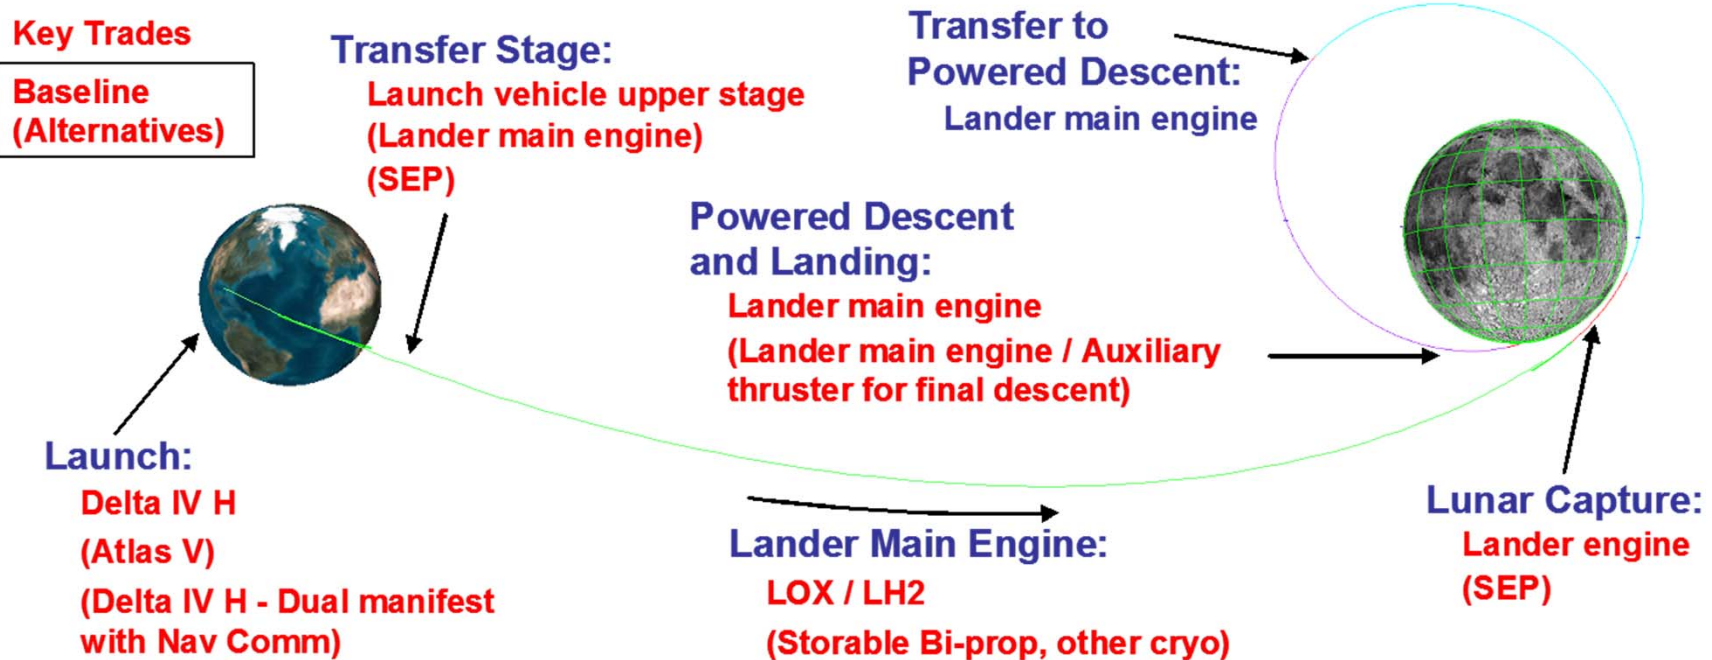 Key Trades
Baseline
(Alternatives)
Transfer Stage:
Launch vehicle upper stage
(Lander main engine)
(SEP)
Transfer to
Powered Descent:
Lander main engine
Powered Descent
and Landing:
Lander main engine
(Lander main engine / Auxiliary
thruster for final descent)
Launch:
Delta IV H
(Atlas V)
(Delta IV H - Dual manifest
with Nav Comm)
Lander Main Engine:
LOX / LH2
(Storable Bi-prop, other cryo)
Lunar Capture:
Lander engine
(SEP)